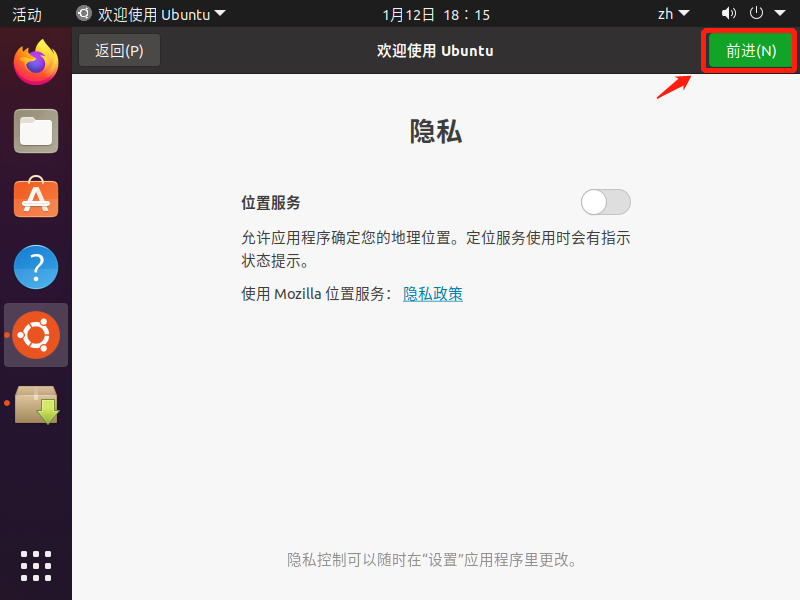 活动 欢迎使用 Ubuntu 1月12日 18：15 zh
返回(P) 欢迎使用 Ubuntu 前进(N)
隐私
位置服务
允许应用程序确定您的地理位置。定位服务使用时会有指示
状态提示。
使用 Mozilla 位置服务： 隐私政策
隐私控制可以随时在“设置”应用程序里更改。